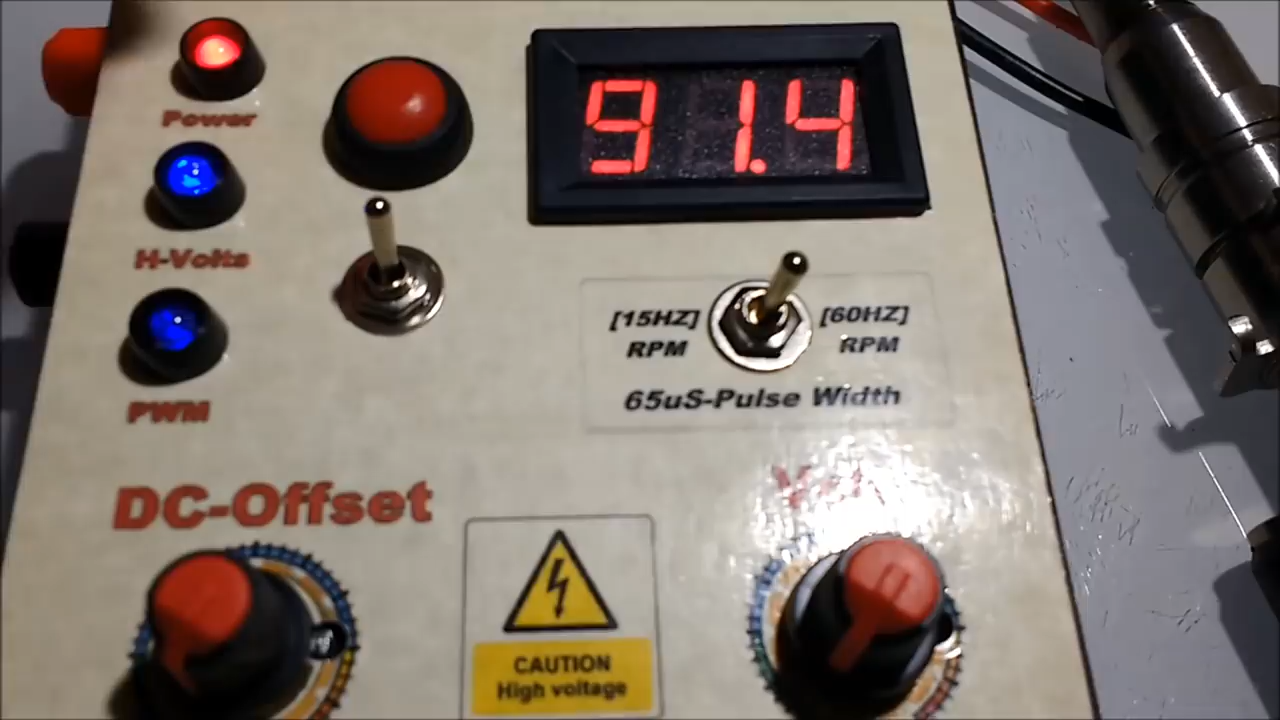 Power
91.4
H-Volts
[15HZ]
RPM
[60HZ]
RPM
65uS-Pulse Width
PWM
DC-Offset
CAUTION
High voltage